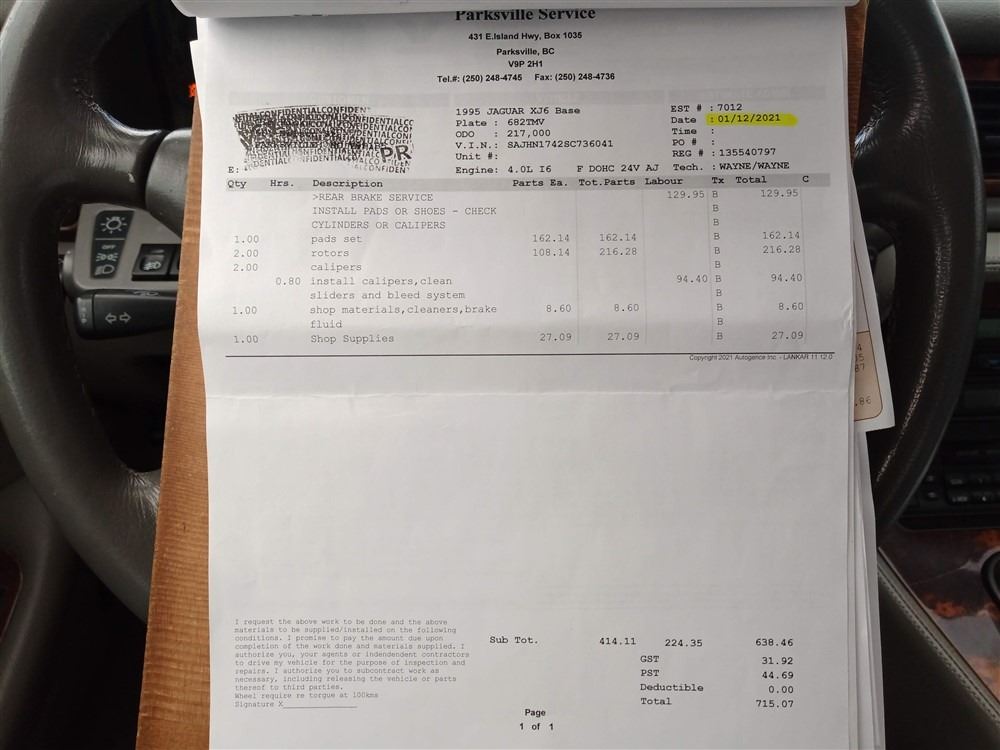 Parksville Service
431 E.Island Hwy, Box 1035
Parksville, BC
V9P 2H1
Tel.#: (250) 248-4745 Fax: (250) 248-4736
1995 JAGUAR XJ6 Base
Plate : 682TMV
ODO : 217,000
V.I.N.: SAJHN1742SC736041
Unit #:
Engine: 4.0L I6 F DOHC 24V AJ
EST # : 7012
Date : 01/12/2021
Time :
PO # :
REG # : 135540797
Tech. : WAYNE/WAYNE
CONFIDENTIAL
DR
E:
Qty Hrs. Description Parts Ea. Tot.Parts Labour Tx Total C
>REAR BRAKE SERVICE 129.95 B 129.95
INSTALL PADS OR SHOES - CHECK B
CYLINDERS OR CALIPERS B
1.00 pads set 162.14 162.14 B 162.14
2.00 rotors 108.14 216.28 B 216.28
2.00 calipers B
0.80 install calipers,clean 94.40 B 94.40
sliders and bleed system B
1.00 shop materials,cleaners,brake 8.60 8.60 B 8.60
fluid B
1.00 Shop Supplies 27.09 27.09 B 27.09
Copyright 2021 Autogence Inc. - LANKAR 11 12.0
I request the above work to be done and the above
materials to be supplied/installed on the following
conditions. I promise to pay the amount due upon
completion of the work done and materials supplied. I
authorize you, your agents or indendendent contractors
to drive my vehicle for the purpose of inspection and
repairs. I authorize you to subcontract work as
necessary, including releasing the vehicle or parts
thereof to third parties.
Wheel require re torgue at 100kms
Signature X
Sub Tot. 414.11 224.35 638.46
GST 31.92
PST 44.69
Deductible 0.00
Total 715.07
Page
1 of 1
OFF
4
35
87
.86